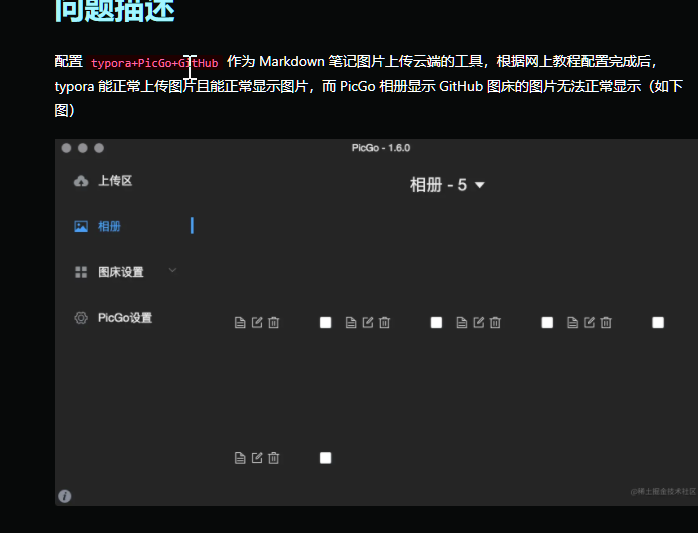 问题描述
配置 typora+PicGo+GitHub 作为 Markdown 笔记图片上传云端的工具，根据网上教程配置完成后，
typora 能正常上传图片且能正常显示图片，而 PicGo 相册显示 GitHub 图床的图片无法正常显示（如下
图）
PicGo - 1.6.0
上传区
相册 - 5
相册
图床设置
PicGo设置
@稀土掘金技术社区